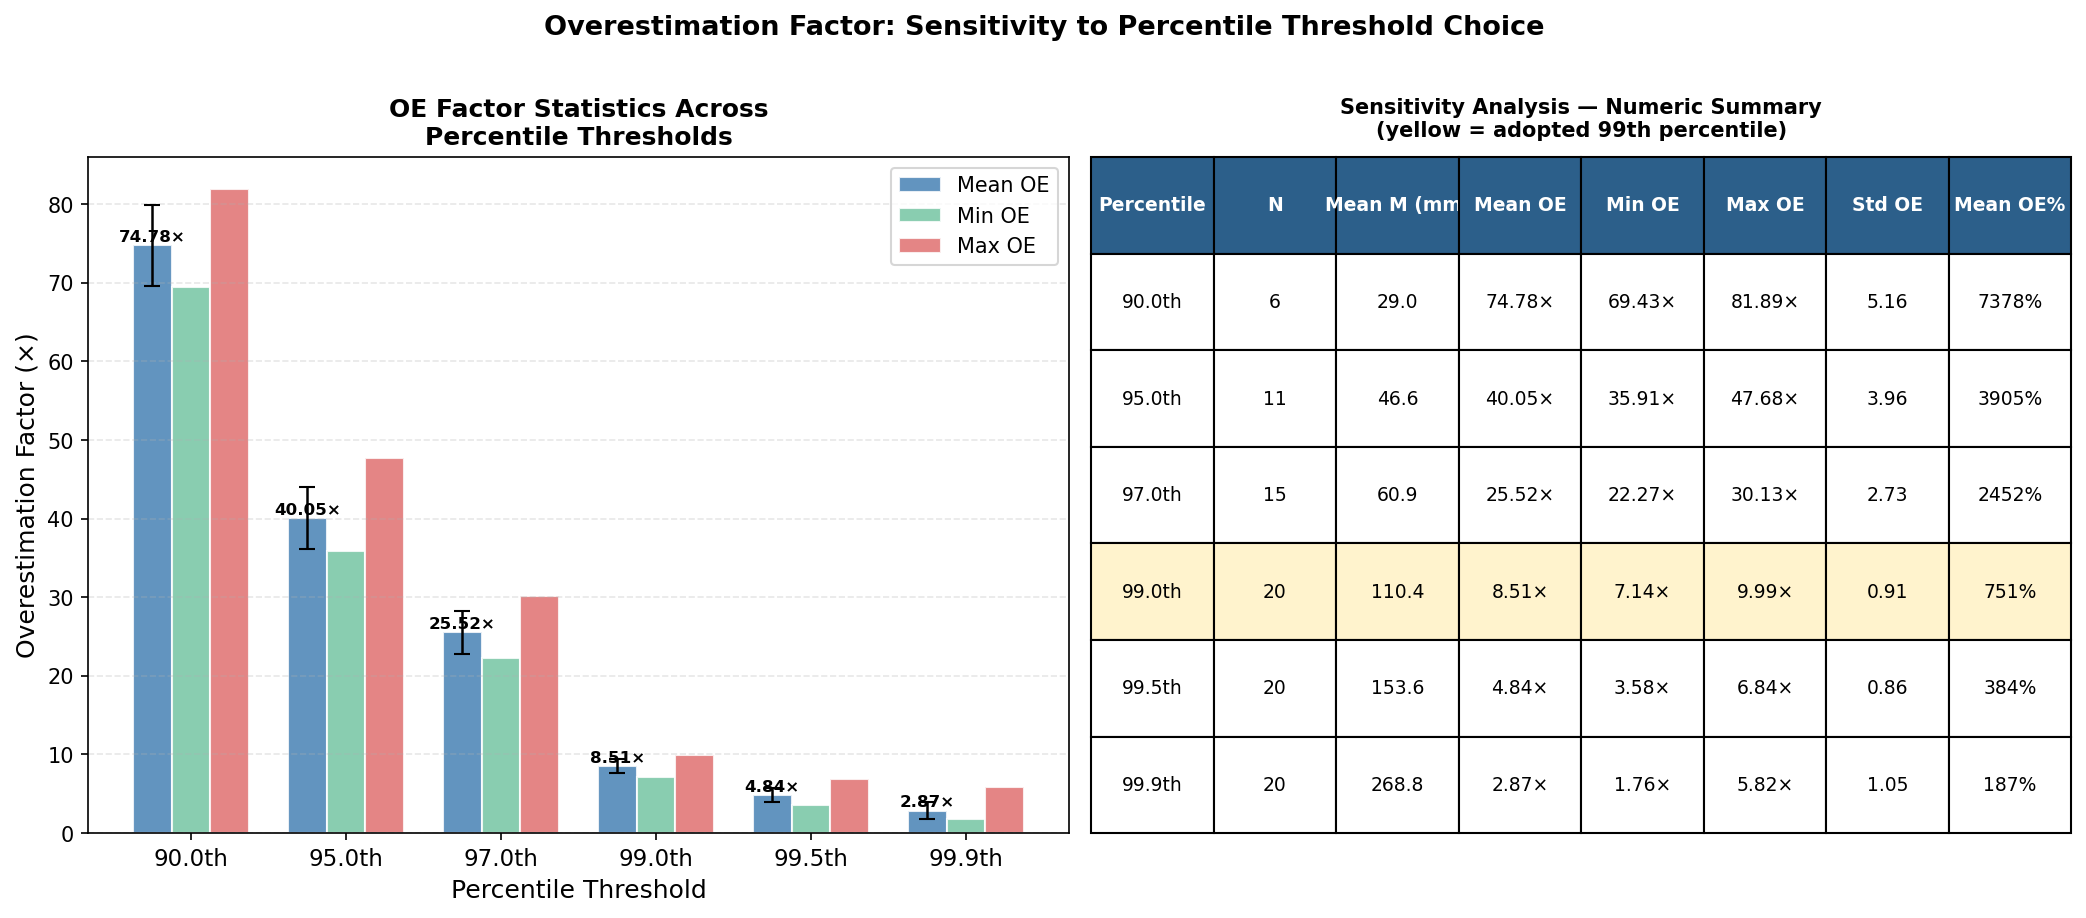 Overestimation Factor: Sensitivity to Percentile Threshold Choice
OE Factor Statistics Across
Percentile Thresholds
Overestimation Factor (×)
80
70
60
50
40
30
20
10
0
Mean OE
Min OE
Max OE
74.78×
40.05×
25.52×
8.51×
4.84×
2.87×
90.0th 95.0th 97.0th 99.0th 99.5th 99.9th
Percentile Threshold
Sensitivity Analysis — Numeric Summary
(yellow = adopted 99th percentile)
Percentile N Mean M (mm Mean OE Min OE Max OE Std OE Mean OE%
90.0th 6 29.0 74.78× 69.43× 81.89× 5.16 7378%
95.0th 11 46.6 40.05× 35.91× 47.68× 3.96 3905%
97.0th 15 60.9 25.52× 22.27× 30.13× 2.73 2452%
99.0th 20 110.4 8.51× 7.14× 9.99× 0.91 751%
99.5th 20 153.6 4.84× 3.58× 6.84× 0.86 384%
99.9th 20 268.8 2.87× 1.76× 5.82× 1.05 187%